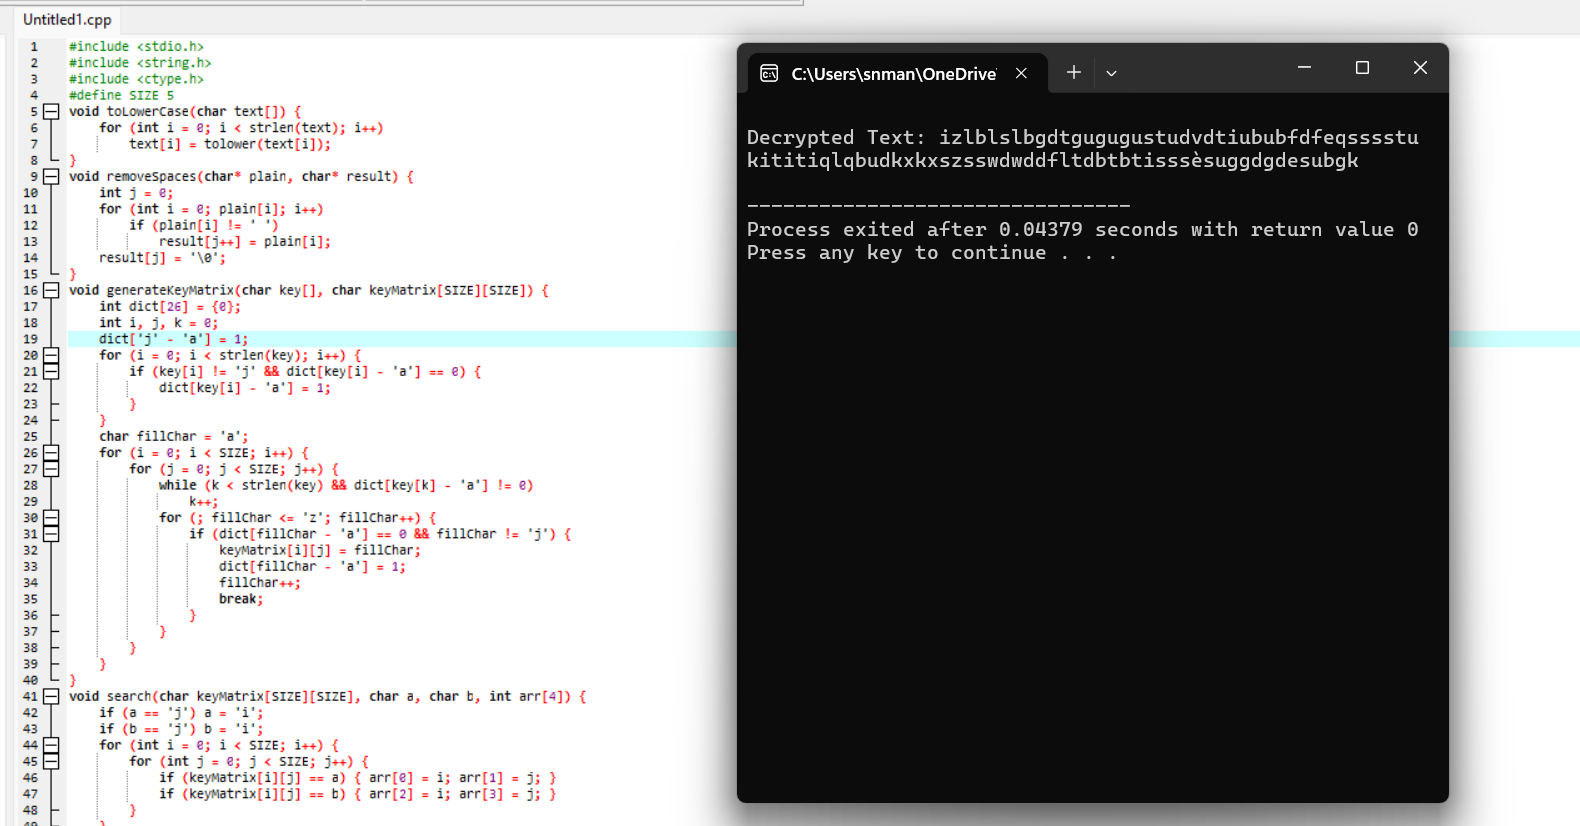 Untitled1.cpp
1 #include <stdio.h>
2 #include <string.h>
3 #include <ctype.h>
4 #define SIZE 5
5 void toLowerCase(char text[]) {
6 for (int i = 0; i < strlen(text); i++)
7 text[i] = tolower(text[i]);
8 }
9 void removeSpaces(char* plain, char* result) {
10 int j = 0;
11 for (int i = 0; plain[i]; i++)
12 if (plain[i] != ' ')
13 result[j++] = plain[i];
14 result[j] = '\0';
15 }
16 void generateKeyMatrix(char key[], char keyMatrix[SIZE][SIZE]) {
17 int dict[26] = {0};
18 int i, j, k = 0;
19 dict['j' - 'a'] = 1;
20 for (i = 0; i < strlen(key); i++) {
21 if (key[i] != 'j' && dict[key[i] - 'a'] == 0) {
22 dict[key[i] - 'a'] = 1;
23 }
24 }
25 char fillChar = 'a';
26 for (i = 0; i < SIZE; i++) {
27 for (j = 0; j < SIZE; j++) {
28 while (k < strlen(key) && dict[key[k] - 'a'] != 0)
29 k++;
30 for (; fillChar <= 'z'; fillChar++) {
31 if (dict[fillChar - 'a'] == 0 && fillChar != 'j') {
32 keyMatrix[i][j] = fillChar;
33 dict[fillChar - 'a'] = 1;
34 fillChar++;
35 break;
36 }
37 }
38 }
39 }
40 }
41 void search(char keyMatrix[SIZE][SIZE], char a, char b, int arr[4]) {
42 if (a == 'j') a = 'i';
43 if (b == 'j') b = 'i';
44 for (int i = 0; i < SIZE; i++) {
45 for (int j = 0; j < SIZE; j++) {
46 if (keyMatrix[i][j] == a) { arr[0] = i; arr[1] = j; }
47 if (keyMatrix[i][j] == b) { arr[2] = i; arr[3] = j; }
48 }
49 }
C:\Users\snman\OneDrive
Decrypted Text: izlblslbgdtgugugustudvdtiububfdfeqsssstu
kititiqlqbudkxkxszsswdwddfltdbtbtisssèsuggdgdesubgk
--------------------------------
Process exited after 0.04379 seconds with return value 0
Press any key to continue . . .